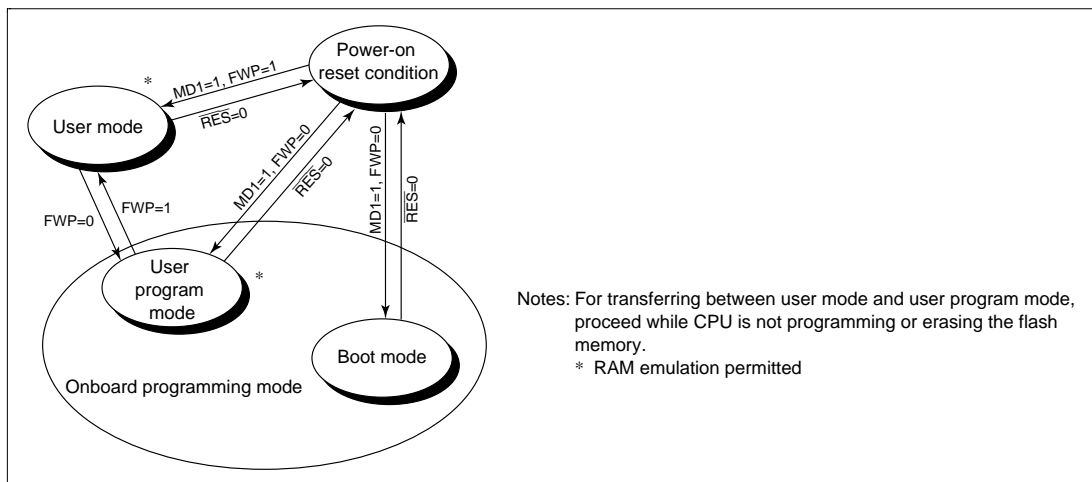 Power-on
reset condition
MD1=1, FWP=1
RES=0
*
User mode
MD1=1, FWP=0
RES=0
MD1=1, FWP=0
RES=0
FWP=0
FWP=1
User
program
mode
*
Boot mode
Onboard programming mode
Notes: For transferring between user mode and user program mode,
proceed while CPU is not programming or erasing the flash
memory.
* RAM emulation permitted